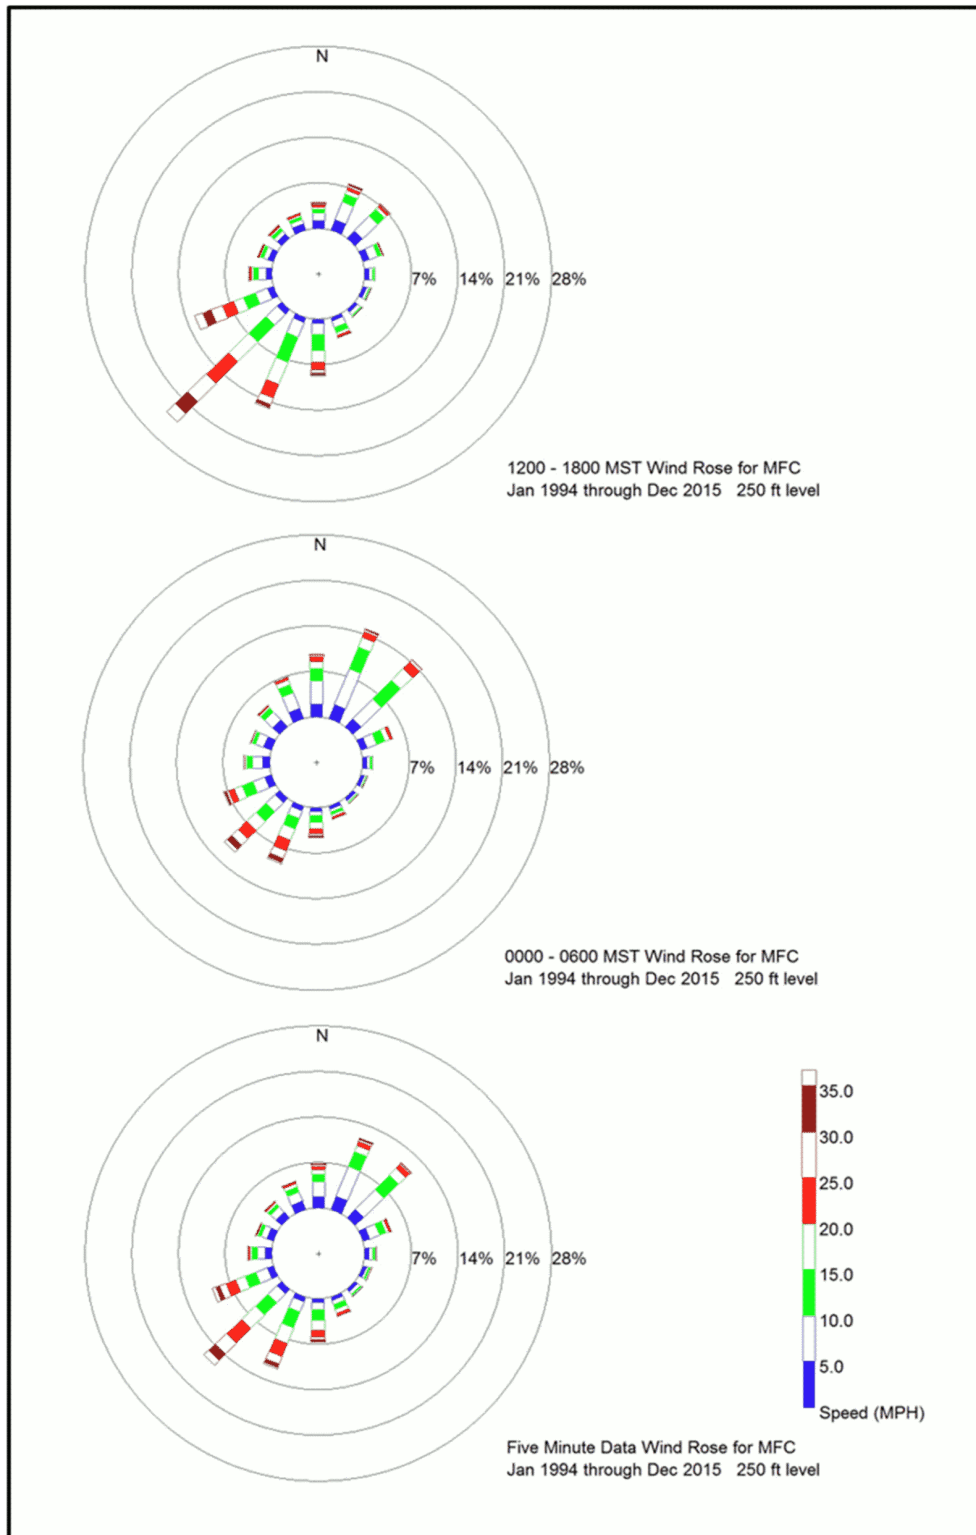 N
7% 14% 21% 28%
1200 - 1800 MST Wind Rose for MFC
Jan 1994 through Dec 2015 250 ft level
N
7% 14% 21% 28%
0000 - 0600 MST Wind Rose for MFC
Jan 1994 through Dec 2015 250 ft level
N
7% 14% 21% 28%
35.0
30.0
25.0
20.0
15.0
10.0
5.0
Speed (MPH)
Five Minute Data Wind Rose for MFC
Jan 1994 through Dec 2015 250 ft level